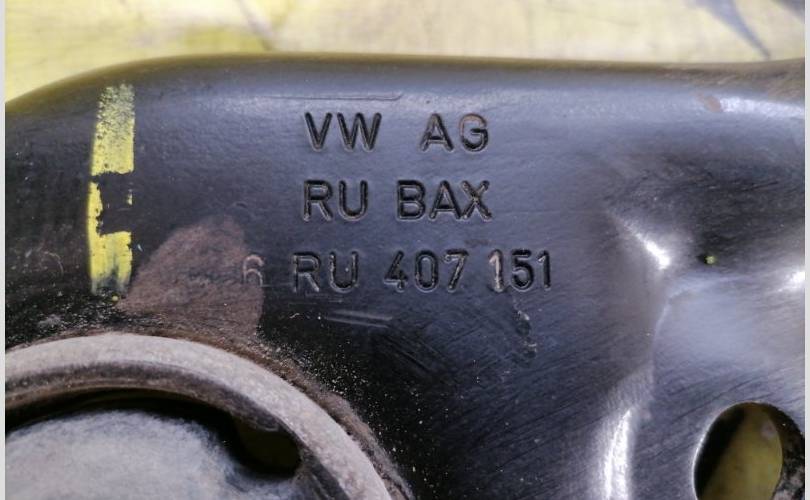 VW AG
RU BAX
6 RU 407 151